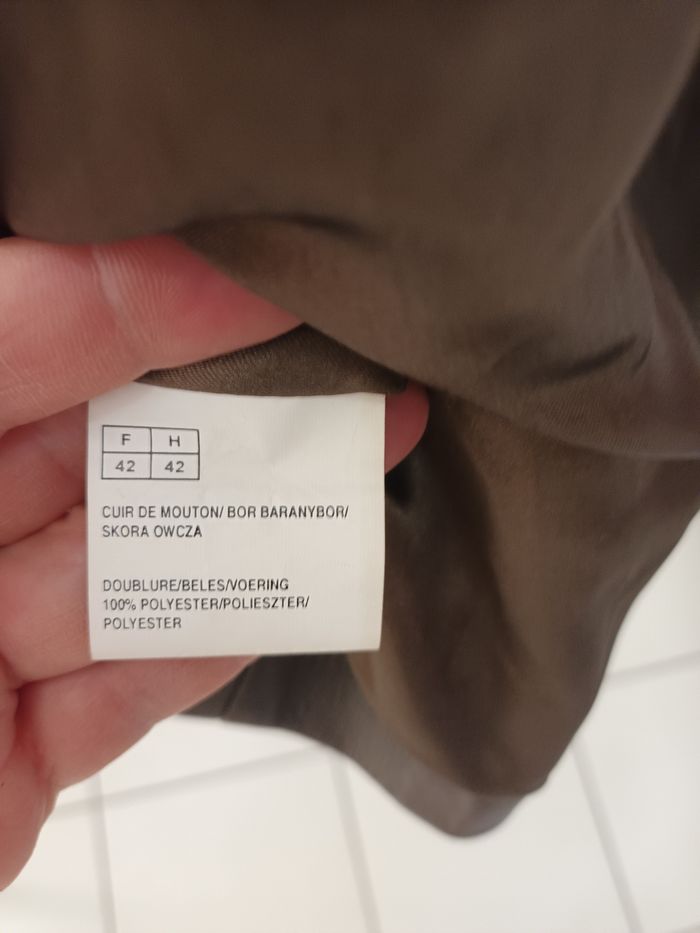 F H
42 42
CUIR DE MOUTON/ BOR BARANYBOR/
SKORA OWCZA
DOUBLURE/BELES/VOERING
100% POLYESTER/POLIESZTER/
POLYESTER